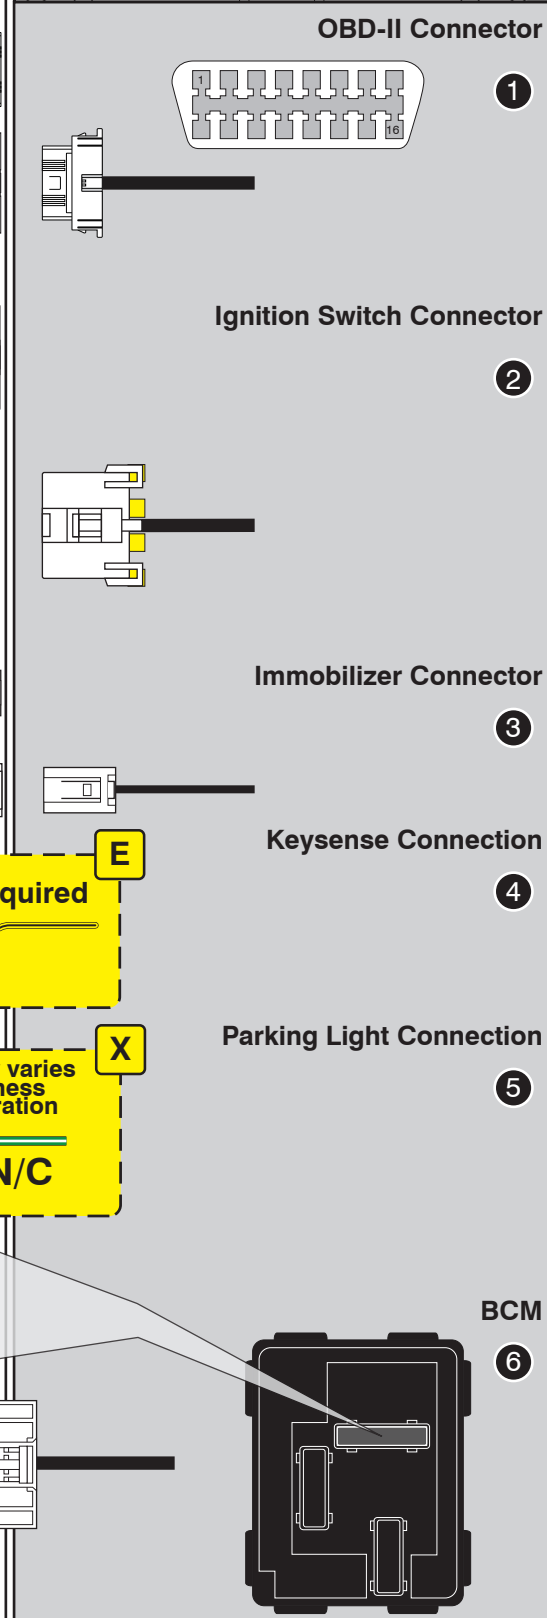 OBD-II Connector
1
1
16
Ignition Switch Connector
2
Immobilizer Connector
3
E
Keysense Connection
quired
4
X
Parking Light Connection
varies
ness
ration
5
N/C
BCM
6